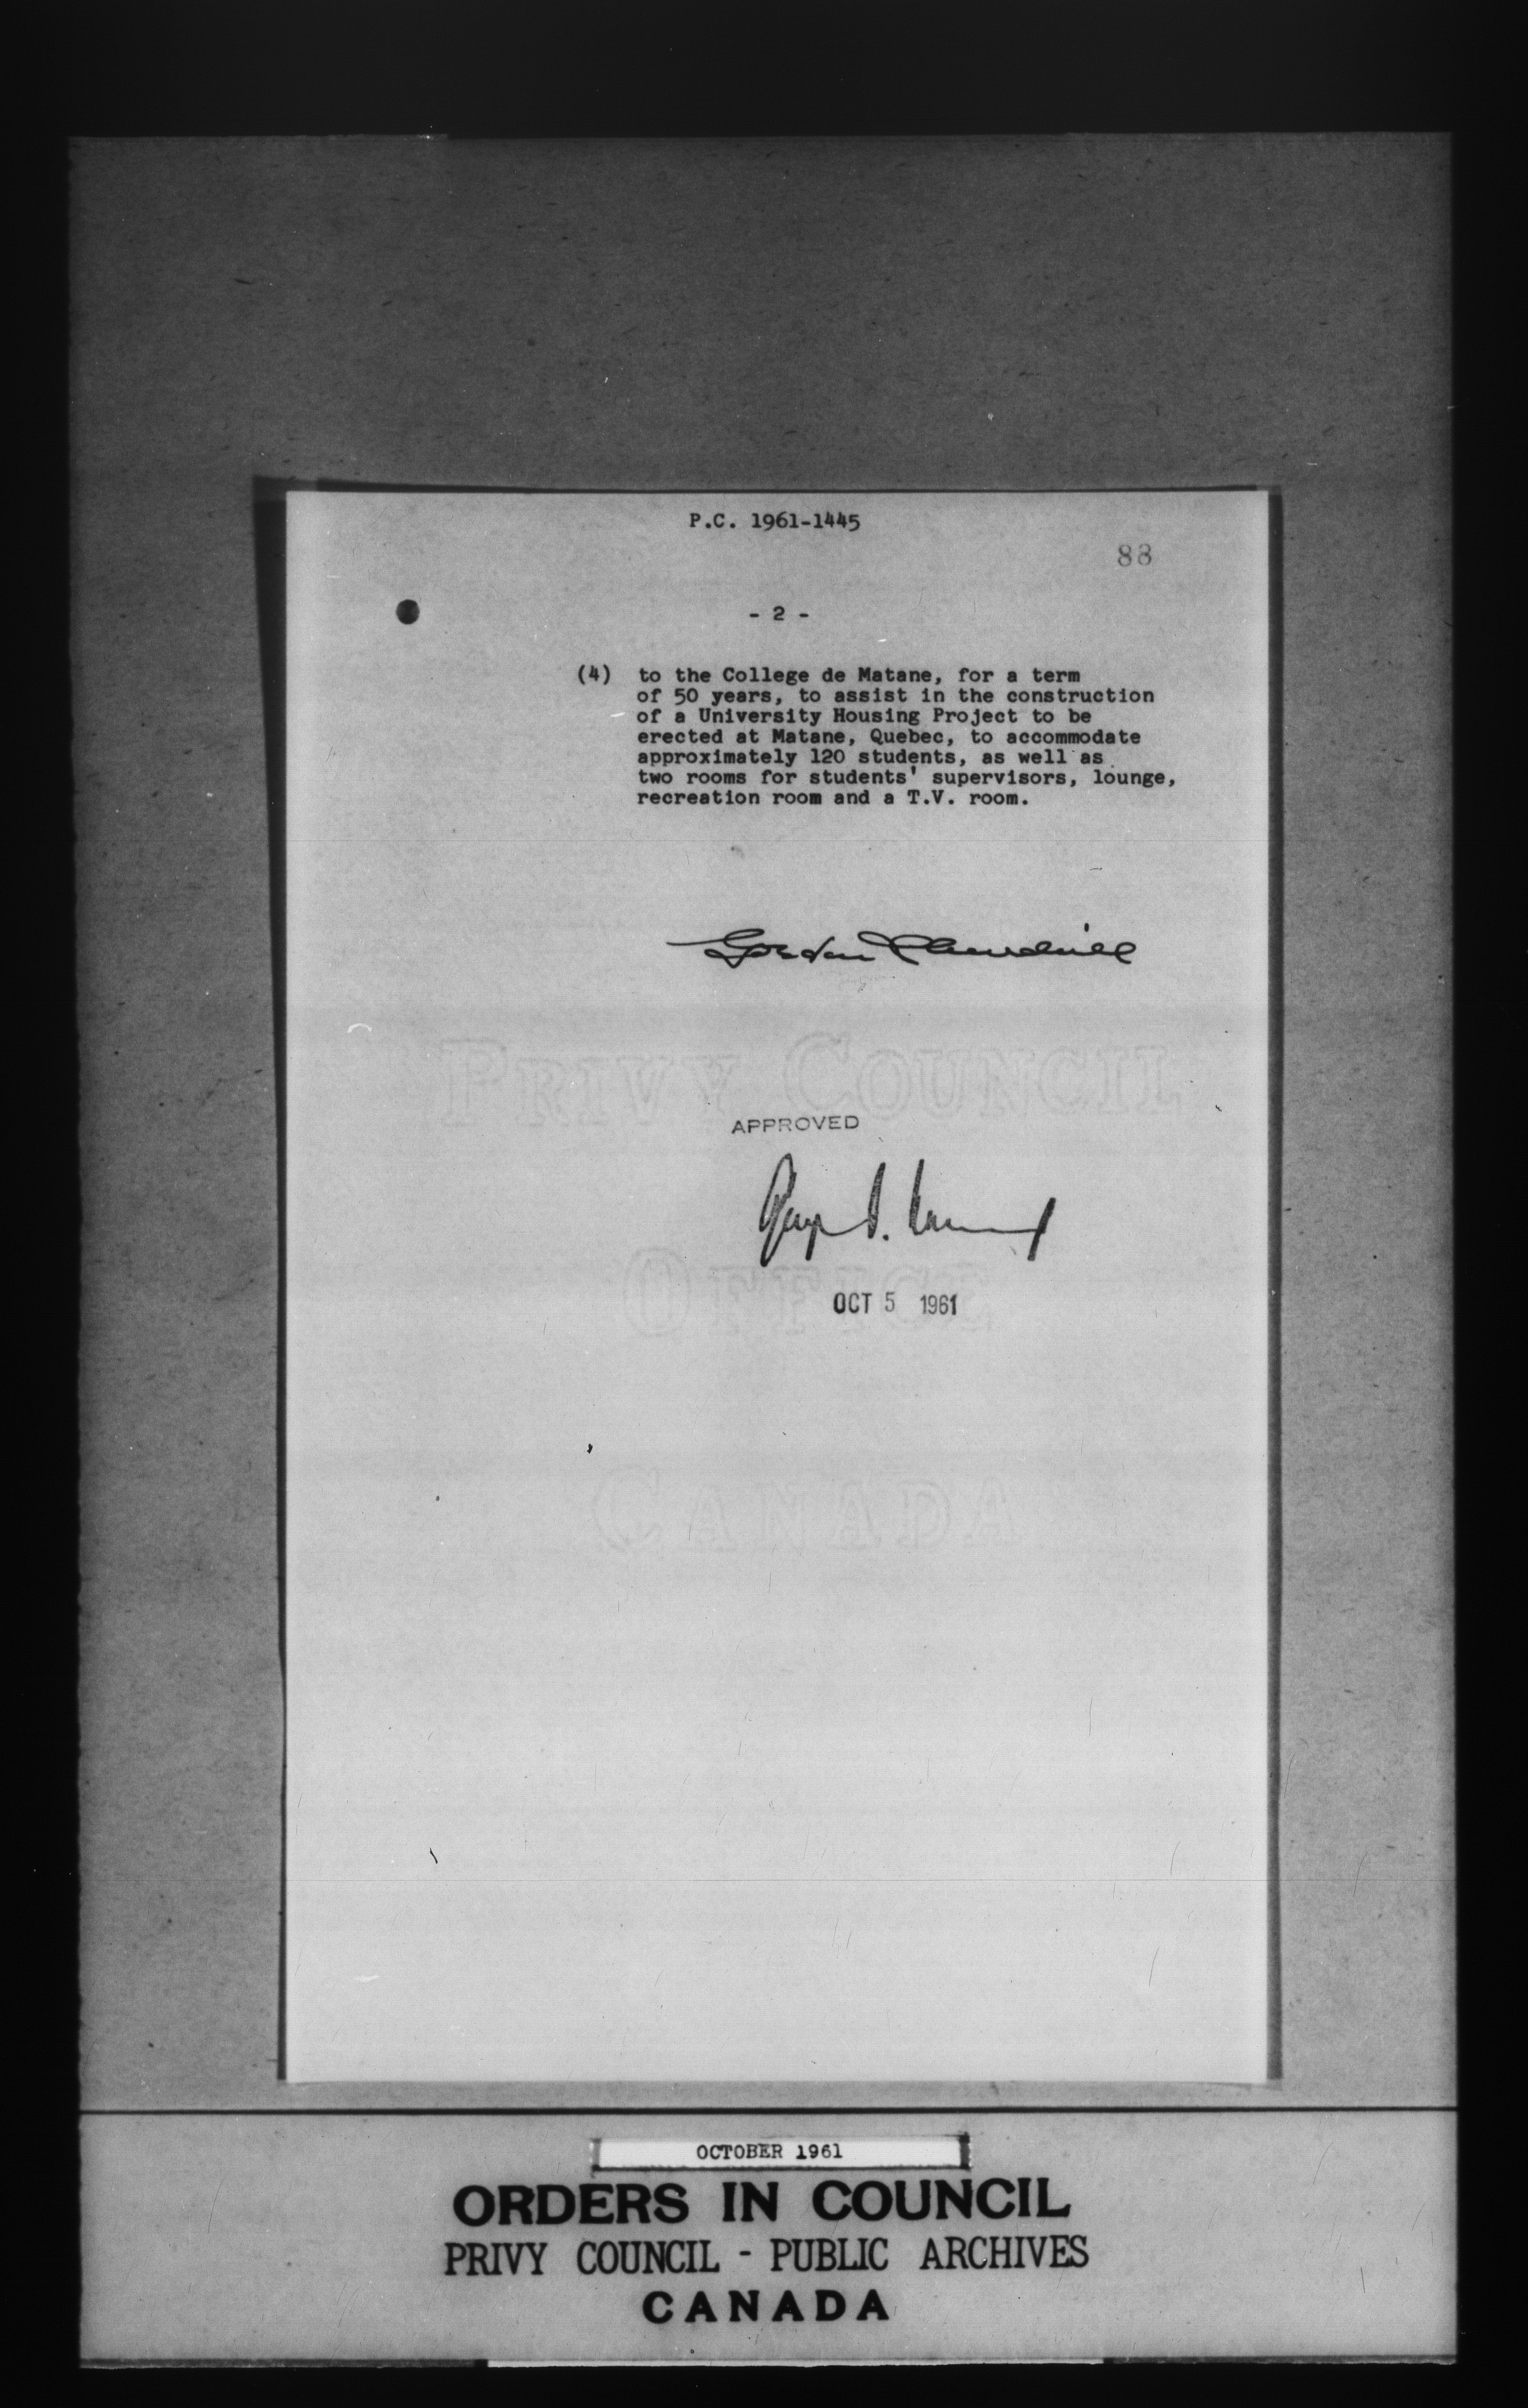 P.C. 1961-1445
88
- 2 -
(4) to the College de Matane, for a term
of 50 years, to assist in the construction
of a University Housing Project to be
erected at Matane, Quebec, to accommodate
approximately 120 students, as well as
two rooms for students' supervisors, lounge,
recreation room and a T.V. room.
Gordon Churchill
PRIVY COUNCIL
APPROVED
OFFICE
OCT 5 1961
CANADA
OCTOBER 1961
ORDERS IN COUNCIL
PRIVY COUNCIL - PUBLIC ARCHIVES
CANADA